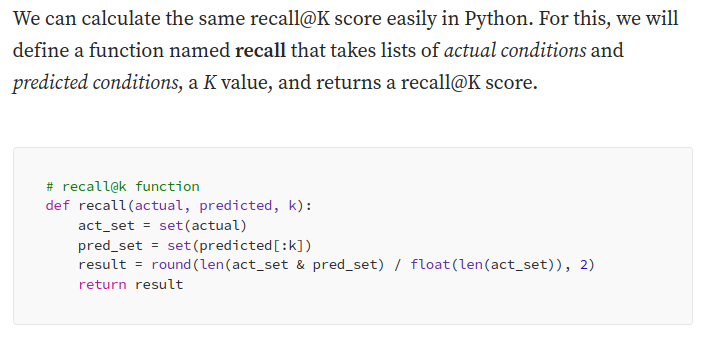 We can calculate the same recall@K score easily in Python. For this, we will
define a function named recall that takes lists of actual conditions and
predicted conditions, a K value, and returns a recall@K score.
# recall@k function
def recall(actual, predicted, k):
    act_set = set(actual)
    pred_set = set(predicted[:k])
    result = round(len(act_set & pred_set) / float(len(act_set)), 2)
    return result